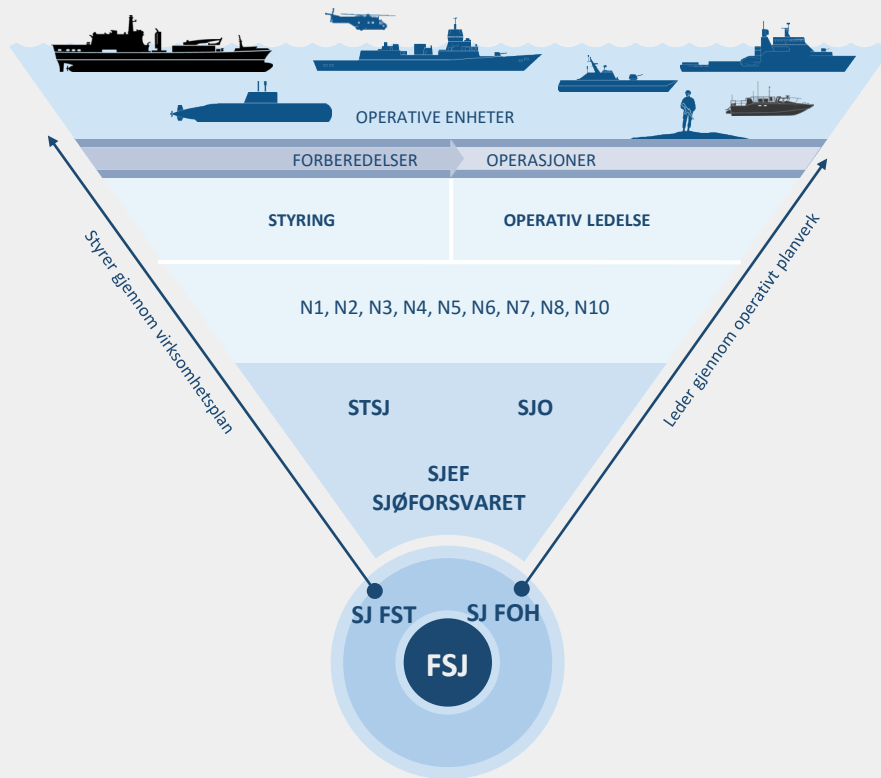 OPERATIVE ENHETER
FORBEREDELSER
OPERASJONER
STYRING
OPERATIV LEDELSE
Styrer gjennom virksomhetsplan
Leder gjennom operativt planverk
N1, N2, N3, N4, N5, N6, N7, N8, N10
STSJ
SJO
SJEF
SJØFORSVARET
SJ FST
SJ FOH
FSJ